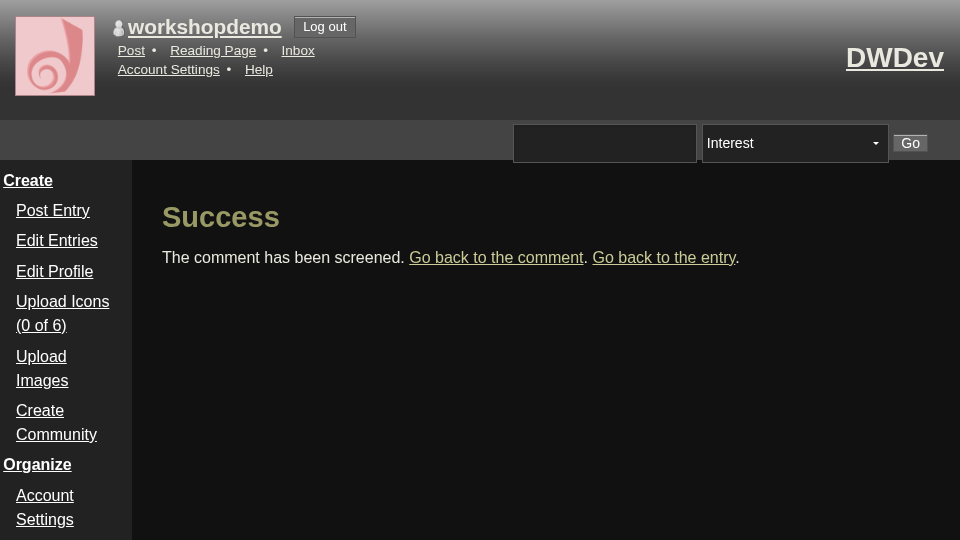 workshopdemo Log out
Post • Reading Page • Inbox
Account Settings • Help
DWDev
Interest Go
Create
Post Entry
Edit Entries
Edit Profile
Upload Icons
(0 of 6)
Upload
Images
Create
Community
Organize
Account
Settings
Success
The comment has been screened. Go back to the comment. Go back to the entry.